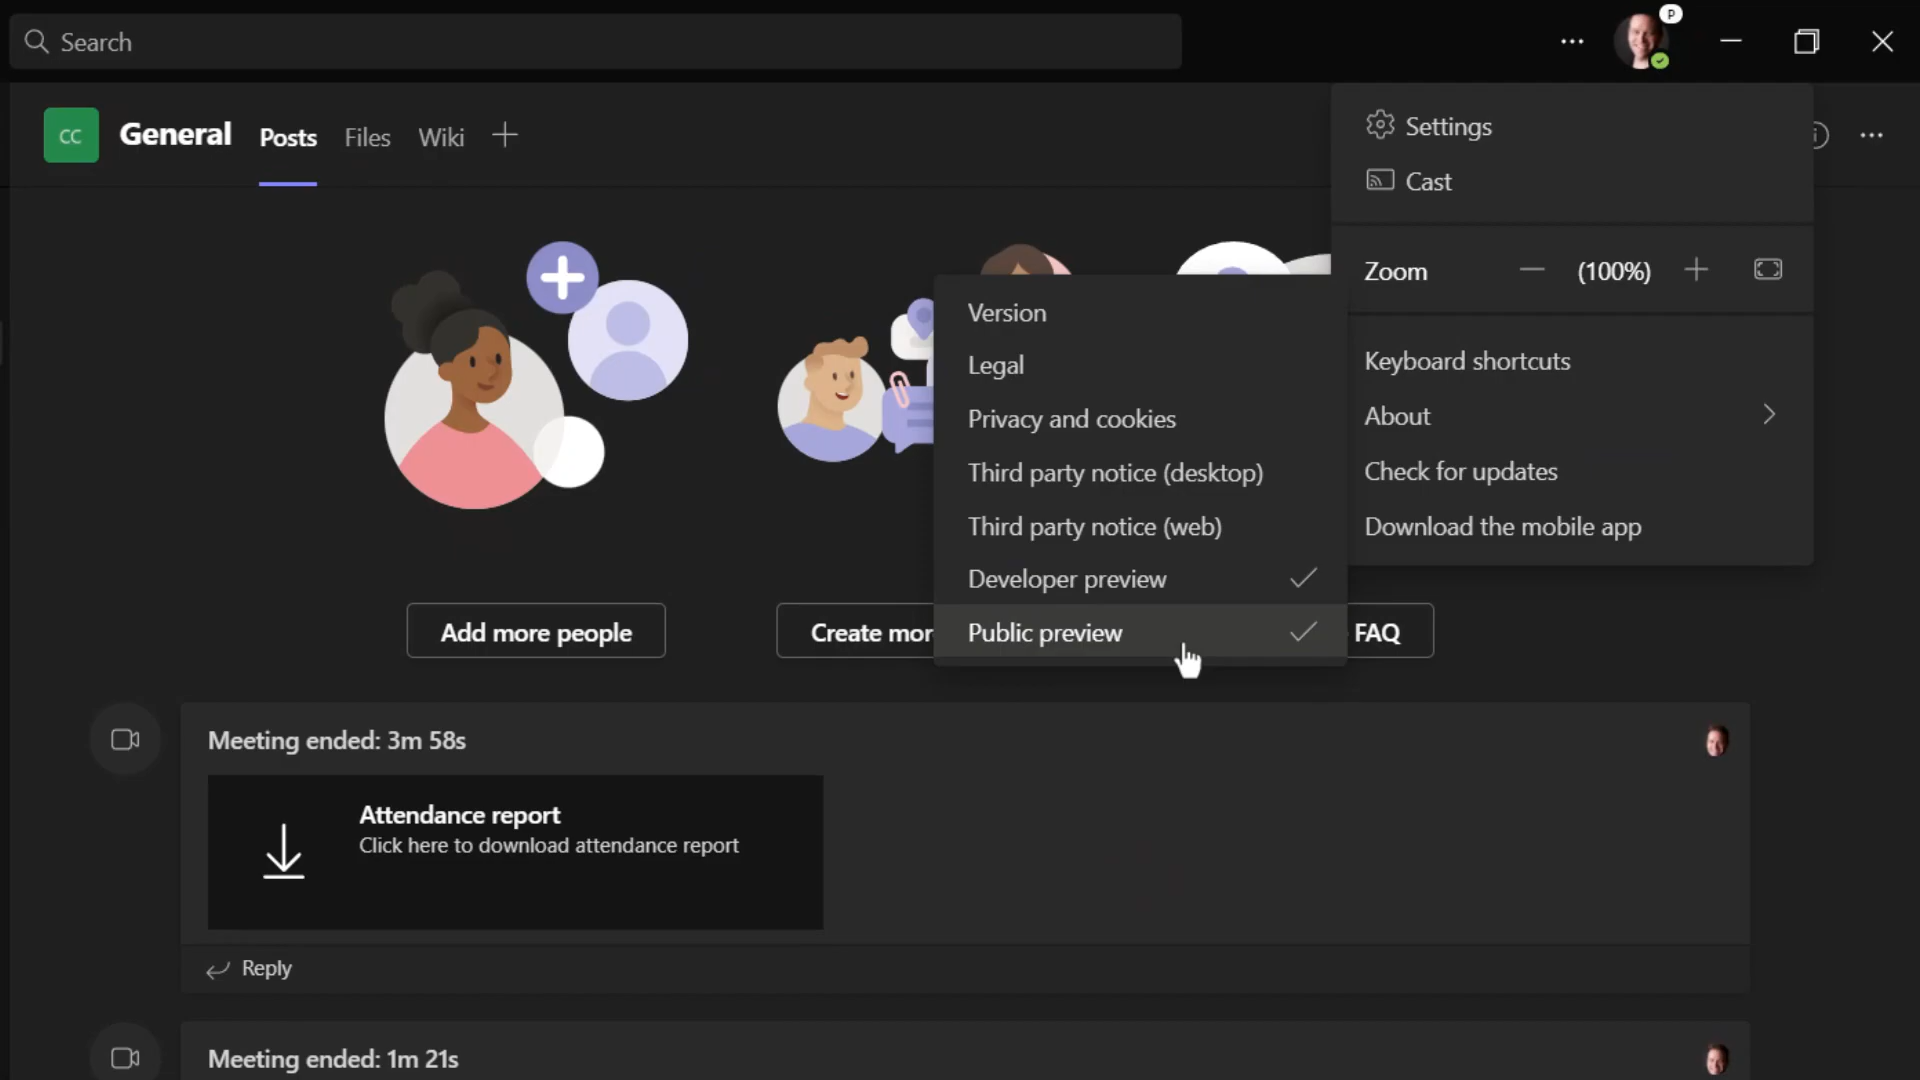 Search
P
CC
General
Posts
Files
Wiki
Settings
Cast
Zoom
(100%)
Keyboard shortcuts
About
Check for updates
Download the mobile app
Version
Legal
Privacy and cookies
Third party notice (desktop)
Third party notice (web)
Developer preview
Public preview
Add more people
Create mor
FAQ
Meeting ended: 3m 58s
Attendance report
Click here to download attendance report
Reply
Meeting ended: 1m 21s